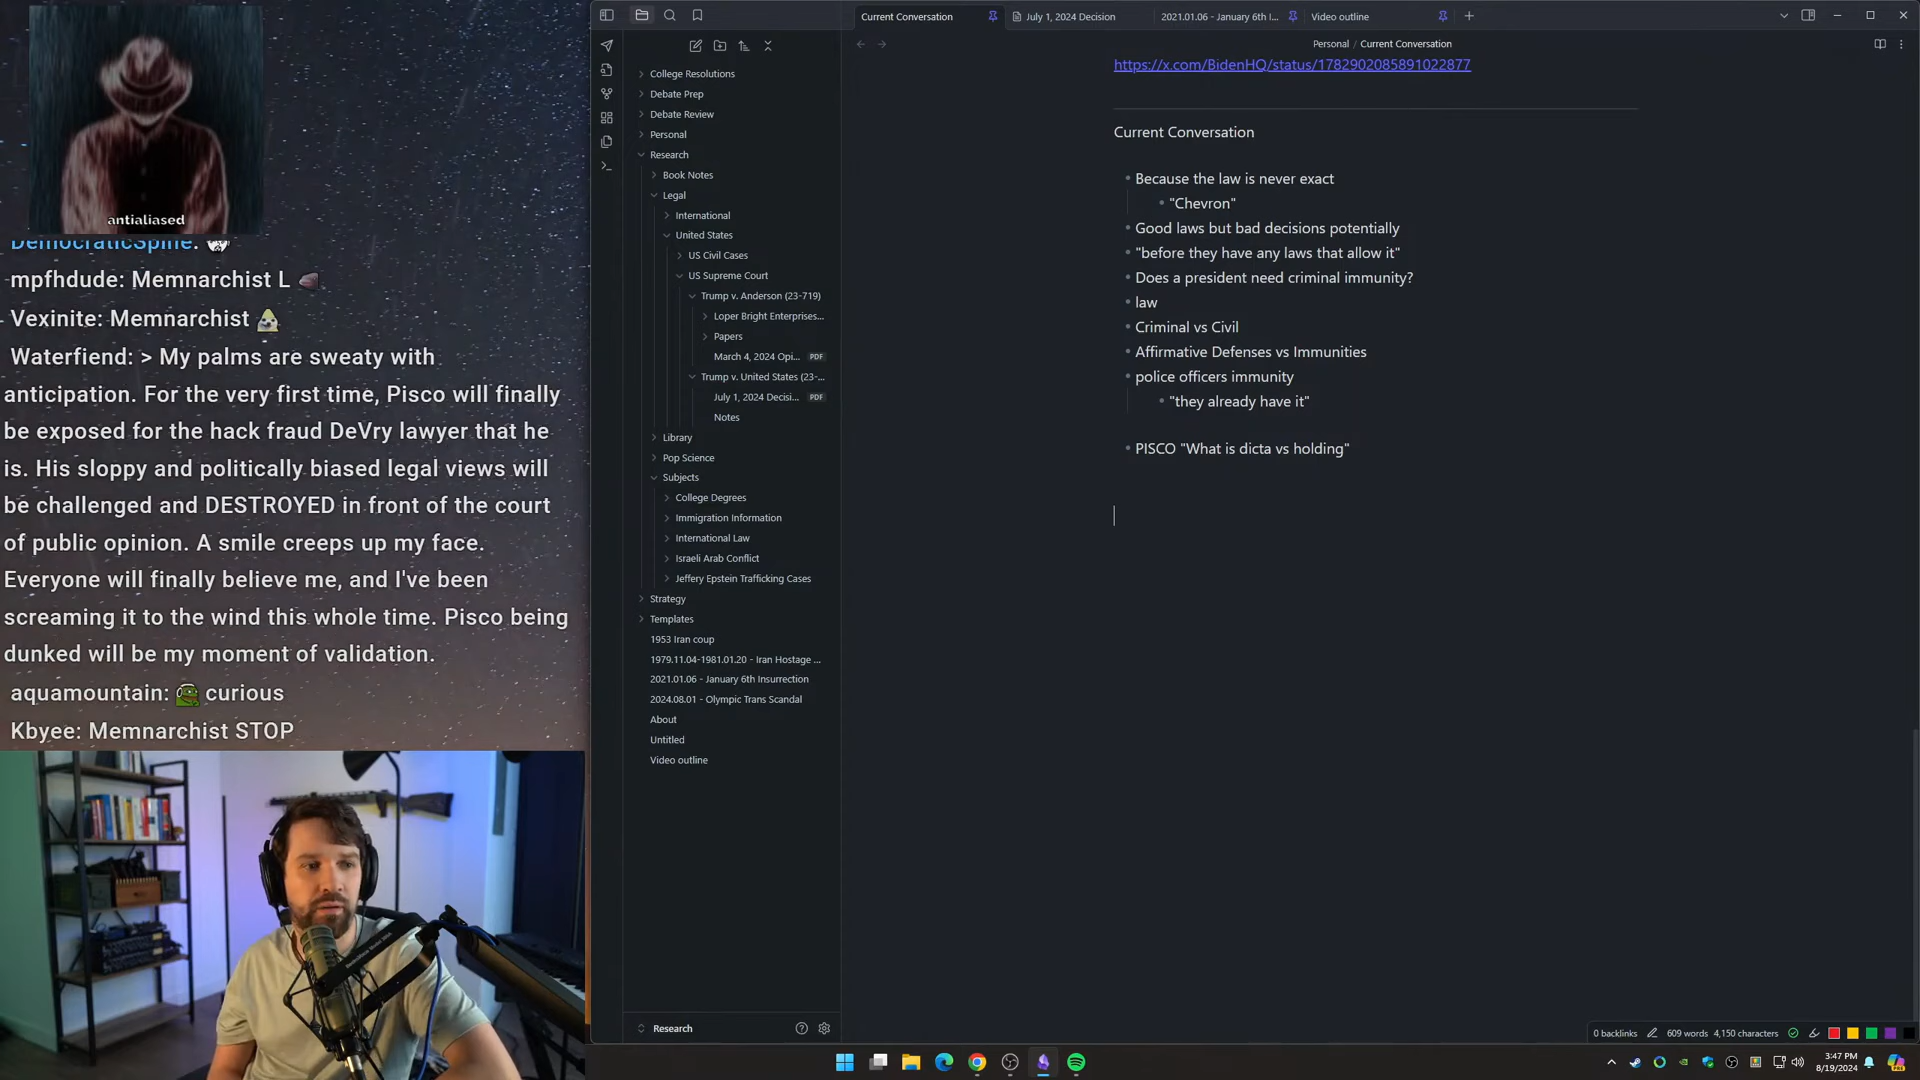 antialiased
DemocraticSpine:
mpfhdude: Memnarchist L
Vexinite: Memnarchist
Waterfiend: > My palms are sweaty with
anticipation. For the very first time, Pisco will finally
be exposed for the hack fraud DeVry lawyer that he
is. His sloppy and politically biased legal views will
be challenged and DESTROYED in front of the court
of public opinion. A smile creeps up my face.
Everyone will finally believe me, and I've been
screaming it to the wind this whole time. Pisco being
dunked will be my moment of validation.
aquamountain: curious
Kbyee: Memnarchist STOP
College Resolutions
Debate Prep
Debate Review
Personal
Research
Book Notes
Legal
International
United States
US Civil Cases
US Supreme Court
Trump v. Anderson (23-719)
Loper Bright Enterprises...
Papers
March 4, 2024 Opi... PDF
Trump v. United States (23-...
July 1, 2024 Decisi... PDF
Notes
Library
Pop Science
Subjects
College Degrees
Immigration Information
International Law
Israeli Arab Conflict
Jeffery Epstein Trafficking Cases
Strategy
Templates
1953 Iran coup
1979.11.04-1981.01.20 - Iran Hostage ...
2021.01.06 - January 6th Insurrection
2024.08.01 - Olympic Trans Scandal
About
Untitled
Video outline
Research
Current Conversation
July 1, 2024 Decision
2021.01.06 - January 6th I...
Video outline
Personal / Current Conversation
https://x.com/BidenHQ/status/1782902085891022877
Current Conversation
Because the law is never exact
"Chevron"
Good laws but bad decisions potentially
"before they have any laws that allow it"
Does a president need criminal immunity?
law
Criminal vs Civil
Affirmative Defenses vs Immunities
police officers immunity
"they already have it"
PISCO "What is dicta vs holding"
0 backlinks 609 words 4,150 characters
3:47 PM
8/19/2024